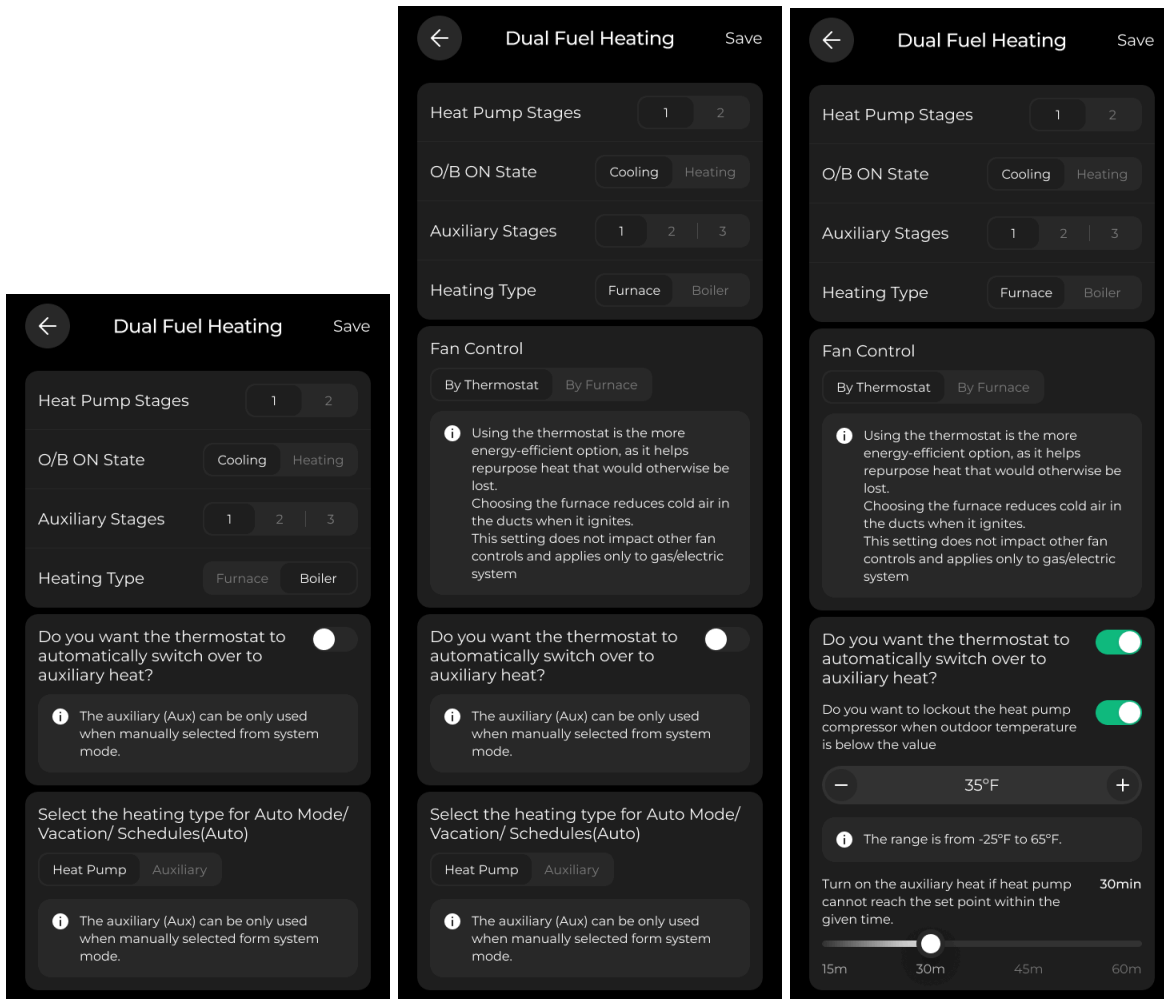 Dual Fuel Heating Save
Heat Pump Stages 1 2
O/B ON State Cooling Heating
Auxiliary Stages 1 2 3
Heating Type Furnace Boiler
Do you want the thermostat to
automatically switch over to
auxiliary heat?
The auxiliary (Aux) can be only used
when manually selected from system
mode.
Select the heating type for Auto Mode/
Vacation/ Schedules(Auto)
Heat Pump Auxiliary
The auxiliary (Aux) can be only used
when manually selected form system
mode.
Dual Fuel Heating Save
Heat Pump Stages 1 2
O/B ON State Cooling Heating
Auxiliary Stages 1 2 3
Heating Type Furnace Boiler
Fan Control
By Thermostat By Furnace
Using the thermostat is the more
energy-efficient option, as it helps
repurpose heat that would otherwise be
lost.
Choosing the furnace reduces cold air in
the ducts when it ignites.
This setting does not impact other fan
controls and applies only to gas/electric
system
Do you want the thermostat to
automatically switch over to
auxiliary heat?
The auxiliary (Aux) can be only used
when manually selected from system
mode.
Select the heating type for Auto Mode/
Vacation/ Schedules(Auto)
Heat Pump Auxiliary
The auxiliary (Aux) can be only used
when manually selected form system
mode.
Dual Fuel Heating Save
Heat Pump Stages 1 2
O/B ON State Cooling Heating
Auxiliary Stages 1 2 3
Heating Type Furnace Boiler
Fan Control
By Thermostat By Furnace
Using the thermostat is the more
energy-efficient option, as it helps
repurpose heat that would otherwise be
lost.
Choosing the furnace reduces cold air in
the ducts when it ignites.
This setting does not impact other fan
controls and applies only to gas/electric
system
Do you want the thermostat to
automatically switch over to
auxiliary heat?
Do you want to lockout the heat pump
compressor when outdoor temperature
is below the value
− 35°F +
The range is from -25°F to 65°F.
Turn on the auxiliary heat if heat pump 30min
cannot reach the set point within the
given time.
15m 30m 45m 60m